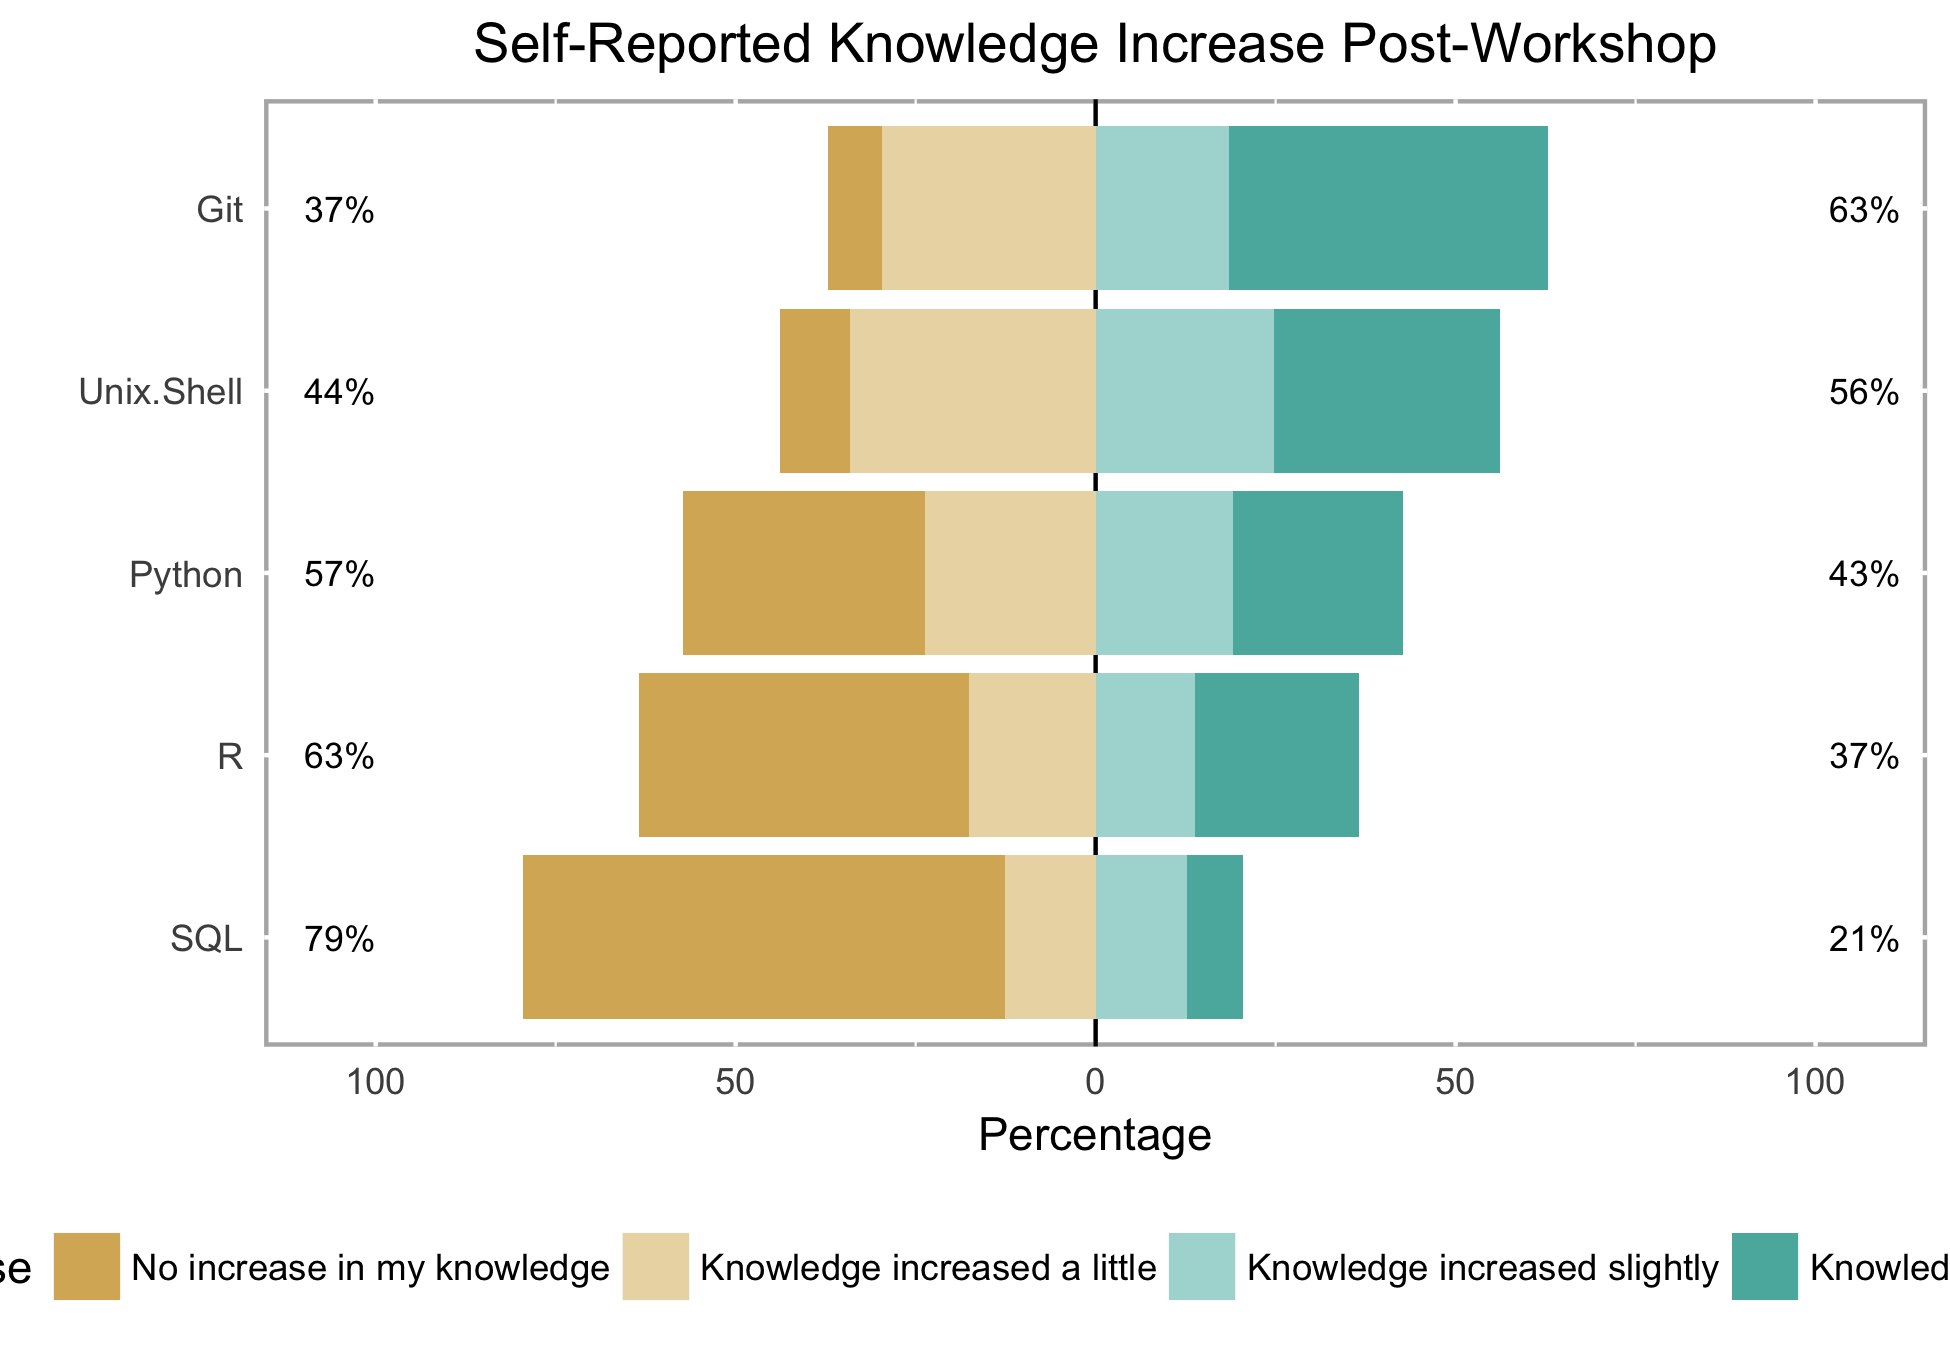 Self-Reported Knowledge Increase Post-Workshop
Git 37% 63%
Unix.Shell 44% 56%
Python 57% 43%
R 63% 37%
SQL 79% 21%
100 50 0 50 100
Percentage
se No increase in my knowledge Knowledge increased a little Knowledge increased slightly Knowled